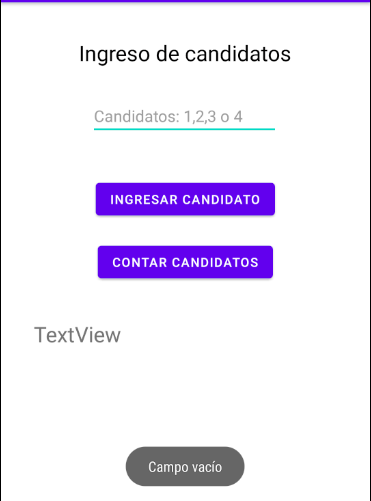 Ingreso de candidatos
Candidatos: 1,2,3 o 4
INGRESAR CANDIDATO
CONTAR CANDIDATOS
TextView
Campo vacío